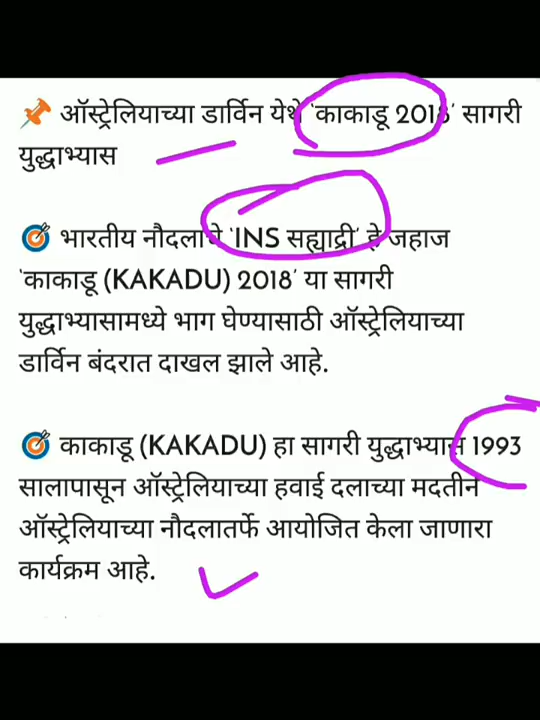 ऑस्ट्रेलियाच्या डार्विन येथे 'काकाडू 2018' सागरी
युद्धाभ्यास
भारतीय नौदलाचे 'INS सह्याद्री' हे जहाज
'काकाडू (KAKADU) 2018' या सागरी
युद्धाभ्यासामध्ये भाग घेण्यासाठी ऑस्ट्रेलियाच्या
डार्विन बंदरात दाखल झाले आहे.
काकाडू (KAKADU) हा सागरी युद्धाभ्यास 1993
सालापासून ऑस्ट्रेलियाच्या हवाई दलाच्या मदतीने
ऑस्ट्रेलियाच्या नौदलातर्फे आयोजित केला जाणारा
कार्यक्रम आहे.